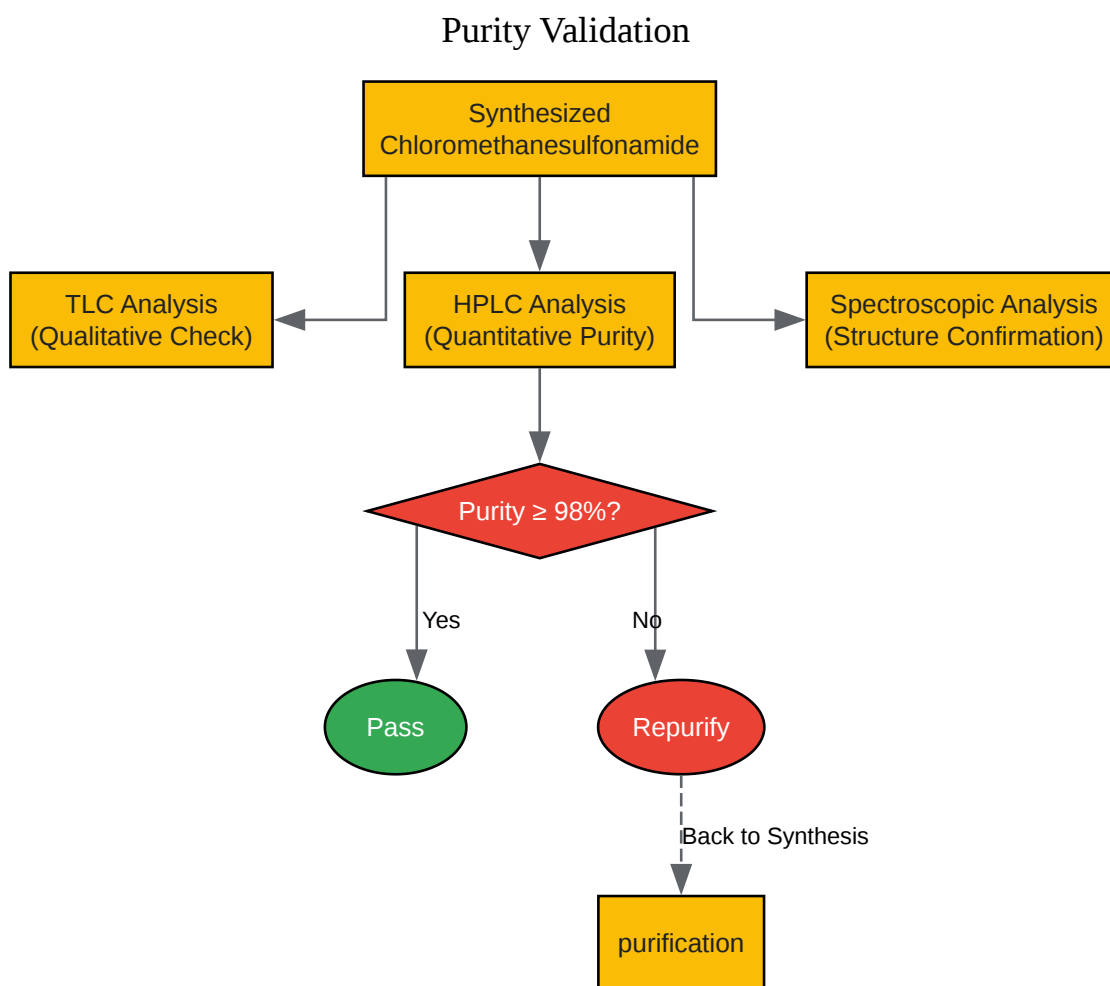 Purity Validation
Synthesized
Chloromethanesulfonamide
TLC Analysis
(Qualitative Check)
HPLC Analysis
(Quantitative Purity)
Spectroscopic Analysis
(Structure Confirmation)
Purity ≥ 98%?
Yes
No
Pass
Repurify
Back to Synthesis
purification